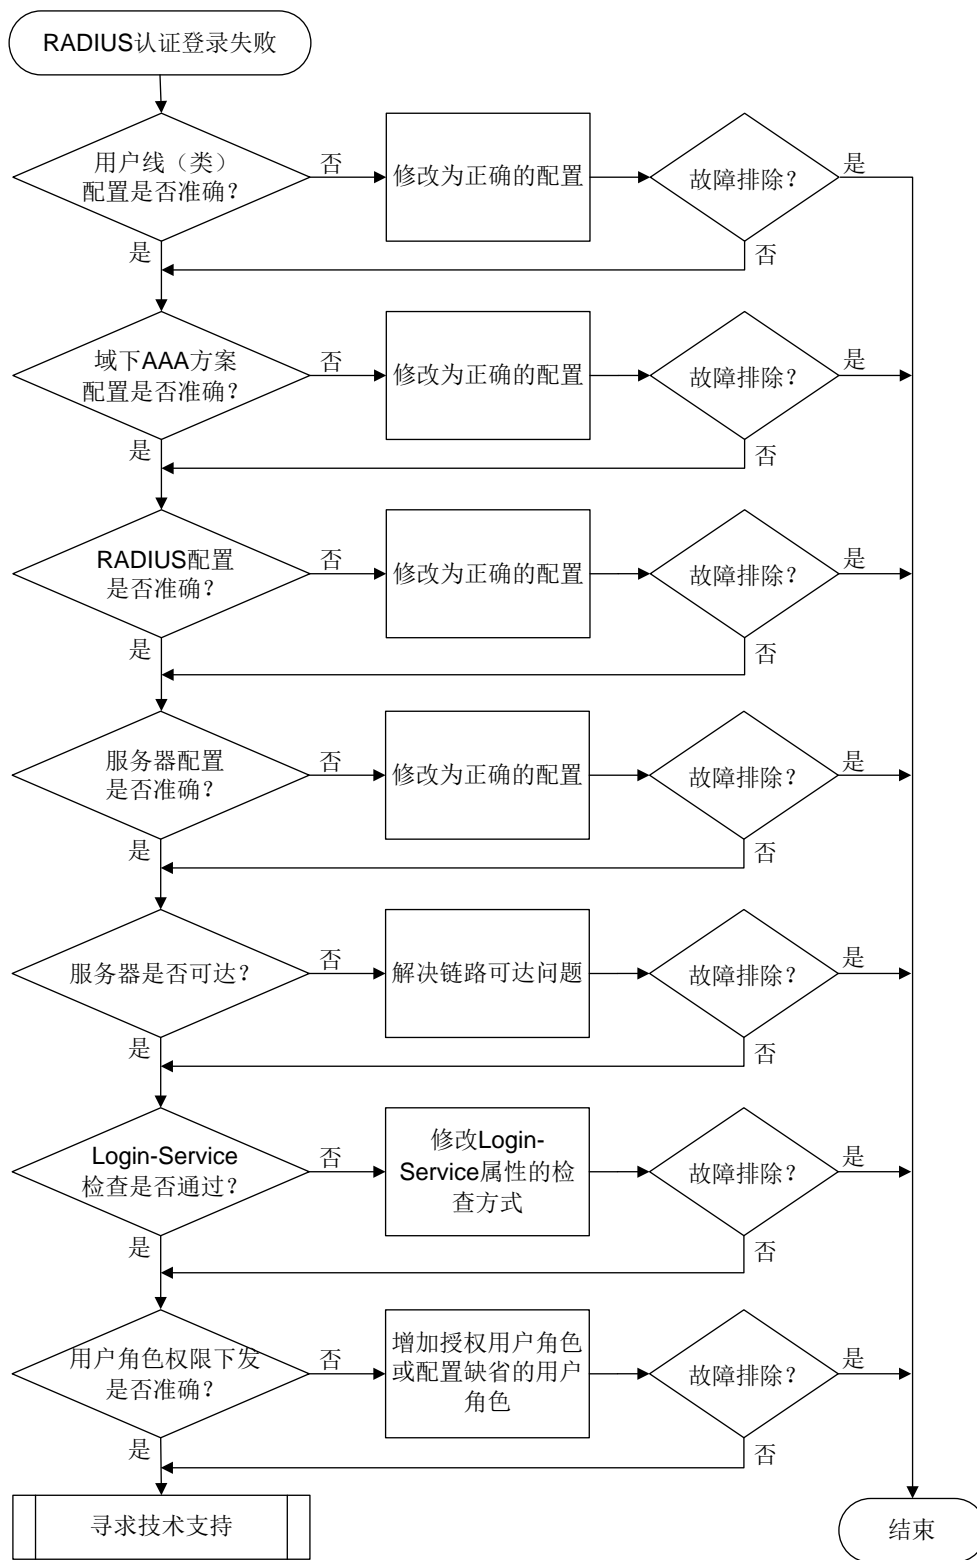 RADIUS认证登录失败
用户线（类）
配置是否准确？
否
修改为正确的配置
故障排除？
是
是
否
域下AAA方案
配置是否准确？
否
修改为正确的配置
故障排除？
是
是
否
RADIUS配置
是否准确？
否
修改为正确的配置
故障排除？
是
是
否
服务器配置
是否准确？
否
修改为正确的配置
故障排除？
是
是
否
服务器是否可达？
否
解决链路可达问题
故障排除？
是
是
否
Login-Service
检查是否通过？
否
修改Login-
Service属性的检
查方式
故障排除？
是
是
否
用户角色权限下发
是否准确？
否
增加授权用户角色
或配置缺省的用户
角色
故障排除？
是
是
否
寻求技术支持
结束